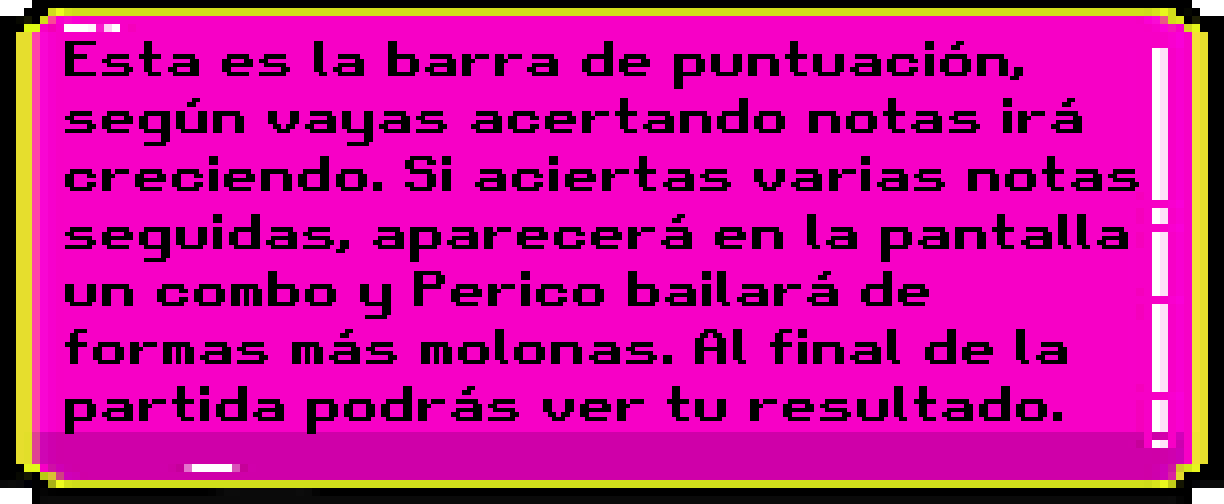 Esta es la barra de puntuación,
según vayas acertando notas irá
creciendo. Si aciertas varias notas
seguidas, aparecerá en la pantalla
un combo y Perico bailará de
formas más molonas. Al final de la
partida podrás ver tu resultado.